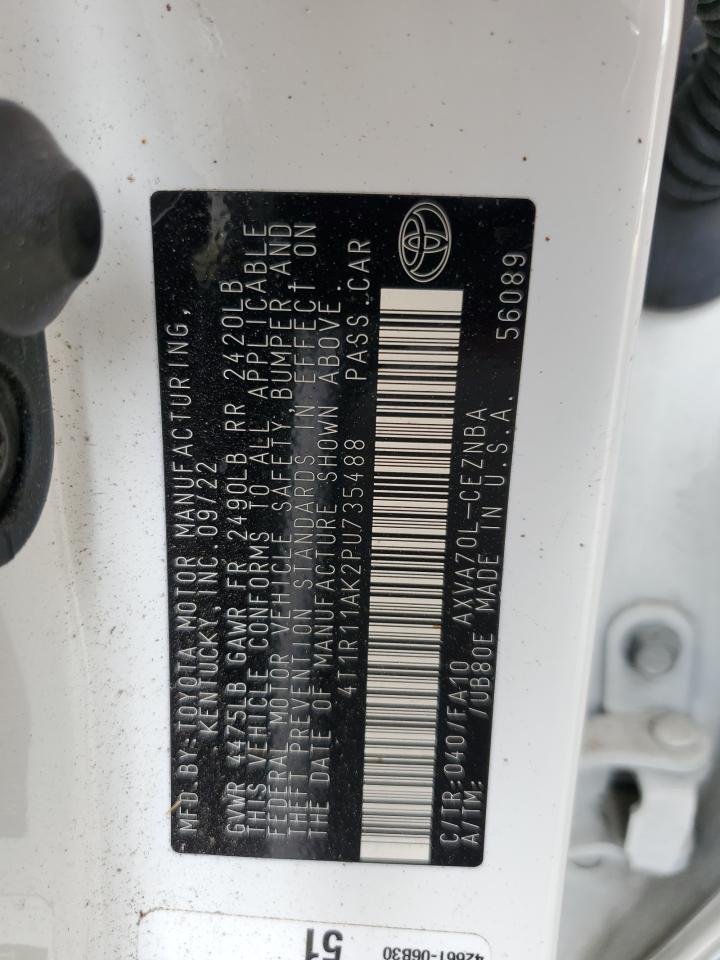 MFD. BY: TOYOTA MOTOR MANUFACTURING,
KENTUCKY, INC. 09/22
GVWR 4475LB GAWR FR 2490LB RR 2420LB
THIS VEHICLE CONFORMS TO ALL APPLICABLE
FEDERAL MOTOR VEHICLE SAFETY, BUMPER, AND
THEFT PREVENTION STANDARDS IN EFFECT ON
THE DATE OF MANUFACTURE SHOWN ABOVE.
4T1R11AK2PU735488 PASS. CAR
C/TR: 040/FA10 AXVA70L-CEZNBA
A/TM: /UB80E MADE IN U.S.A. 56089
42661-06B30
51